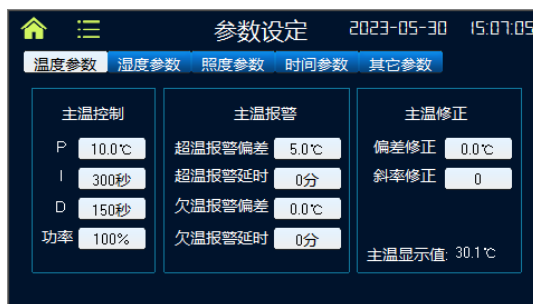 参数设定 2023-05-30 15:07:05
温度参数 湿度参数 照度参数 时间参数 其它参数
主温控制
P 10.0℃
I 300秒
D 150秒
功率 100%
主温报警
超温报警偏差 5.0℃
超温报警延时 0分
欠温报警偏差 0.0℃
欠温报警延时 0分
主温修正
偏差修正 0.0℃
斜率修正 0
主温显示值: 30.1℃